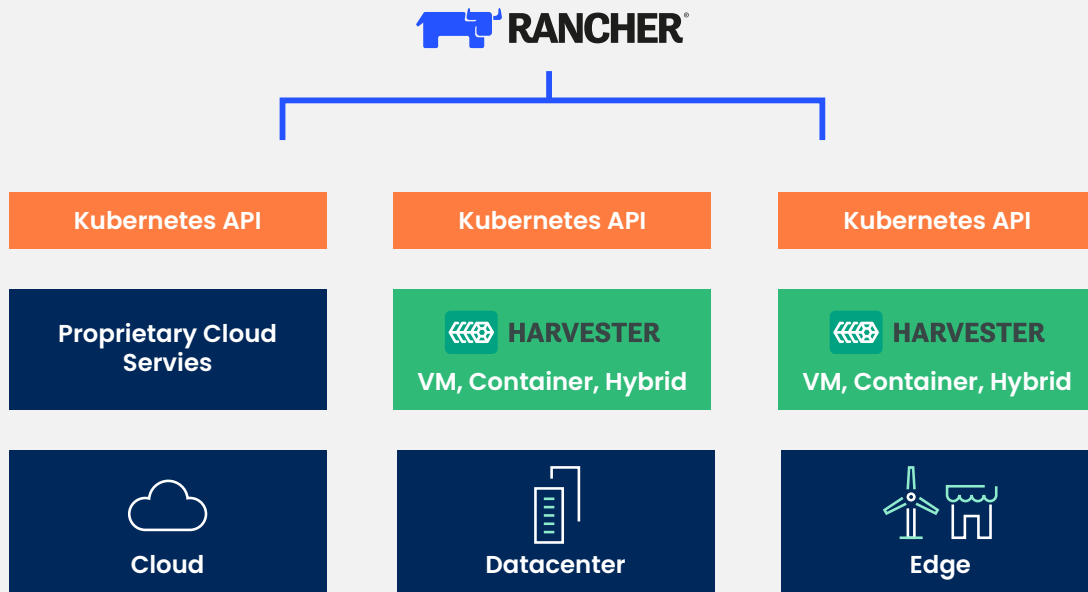 RANCHER®
Kubernetes API
Kubernetes API
Kubernetes API
Proprietary Cloud
Servies
HARVESTER
VM, Container, Hybrid
HARVESTER
VM, Container, Hybrid
Cloud
Datacenter
Edge